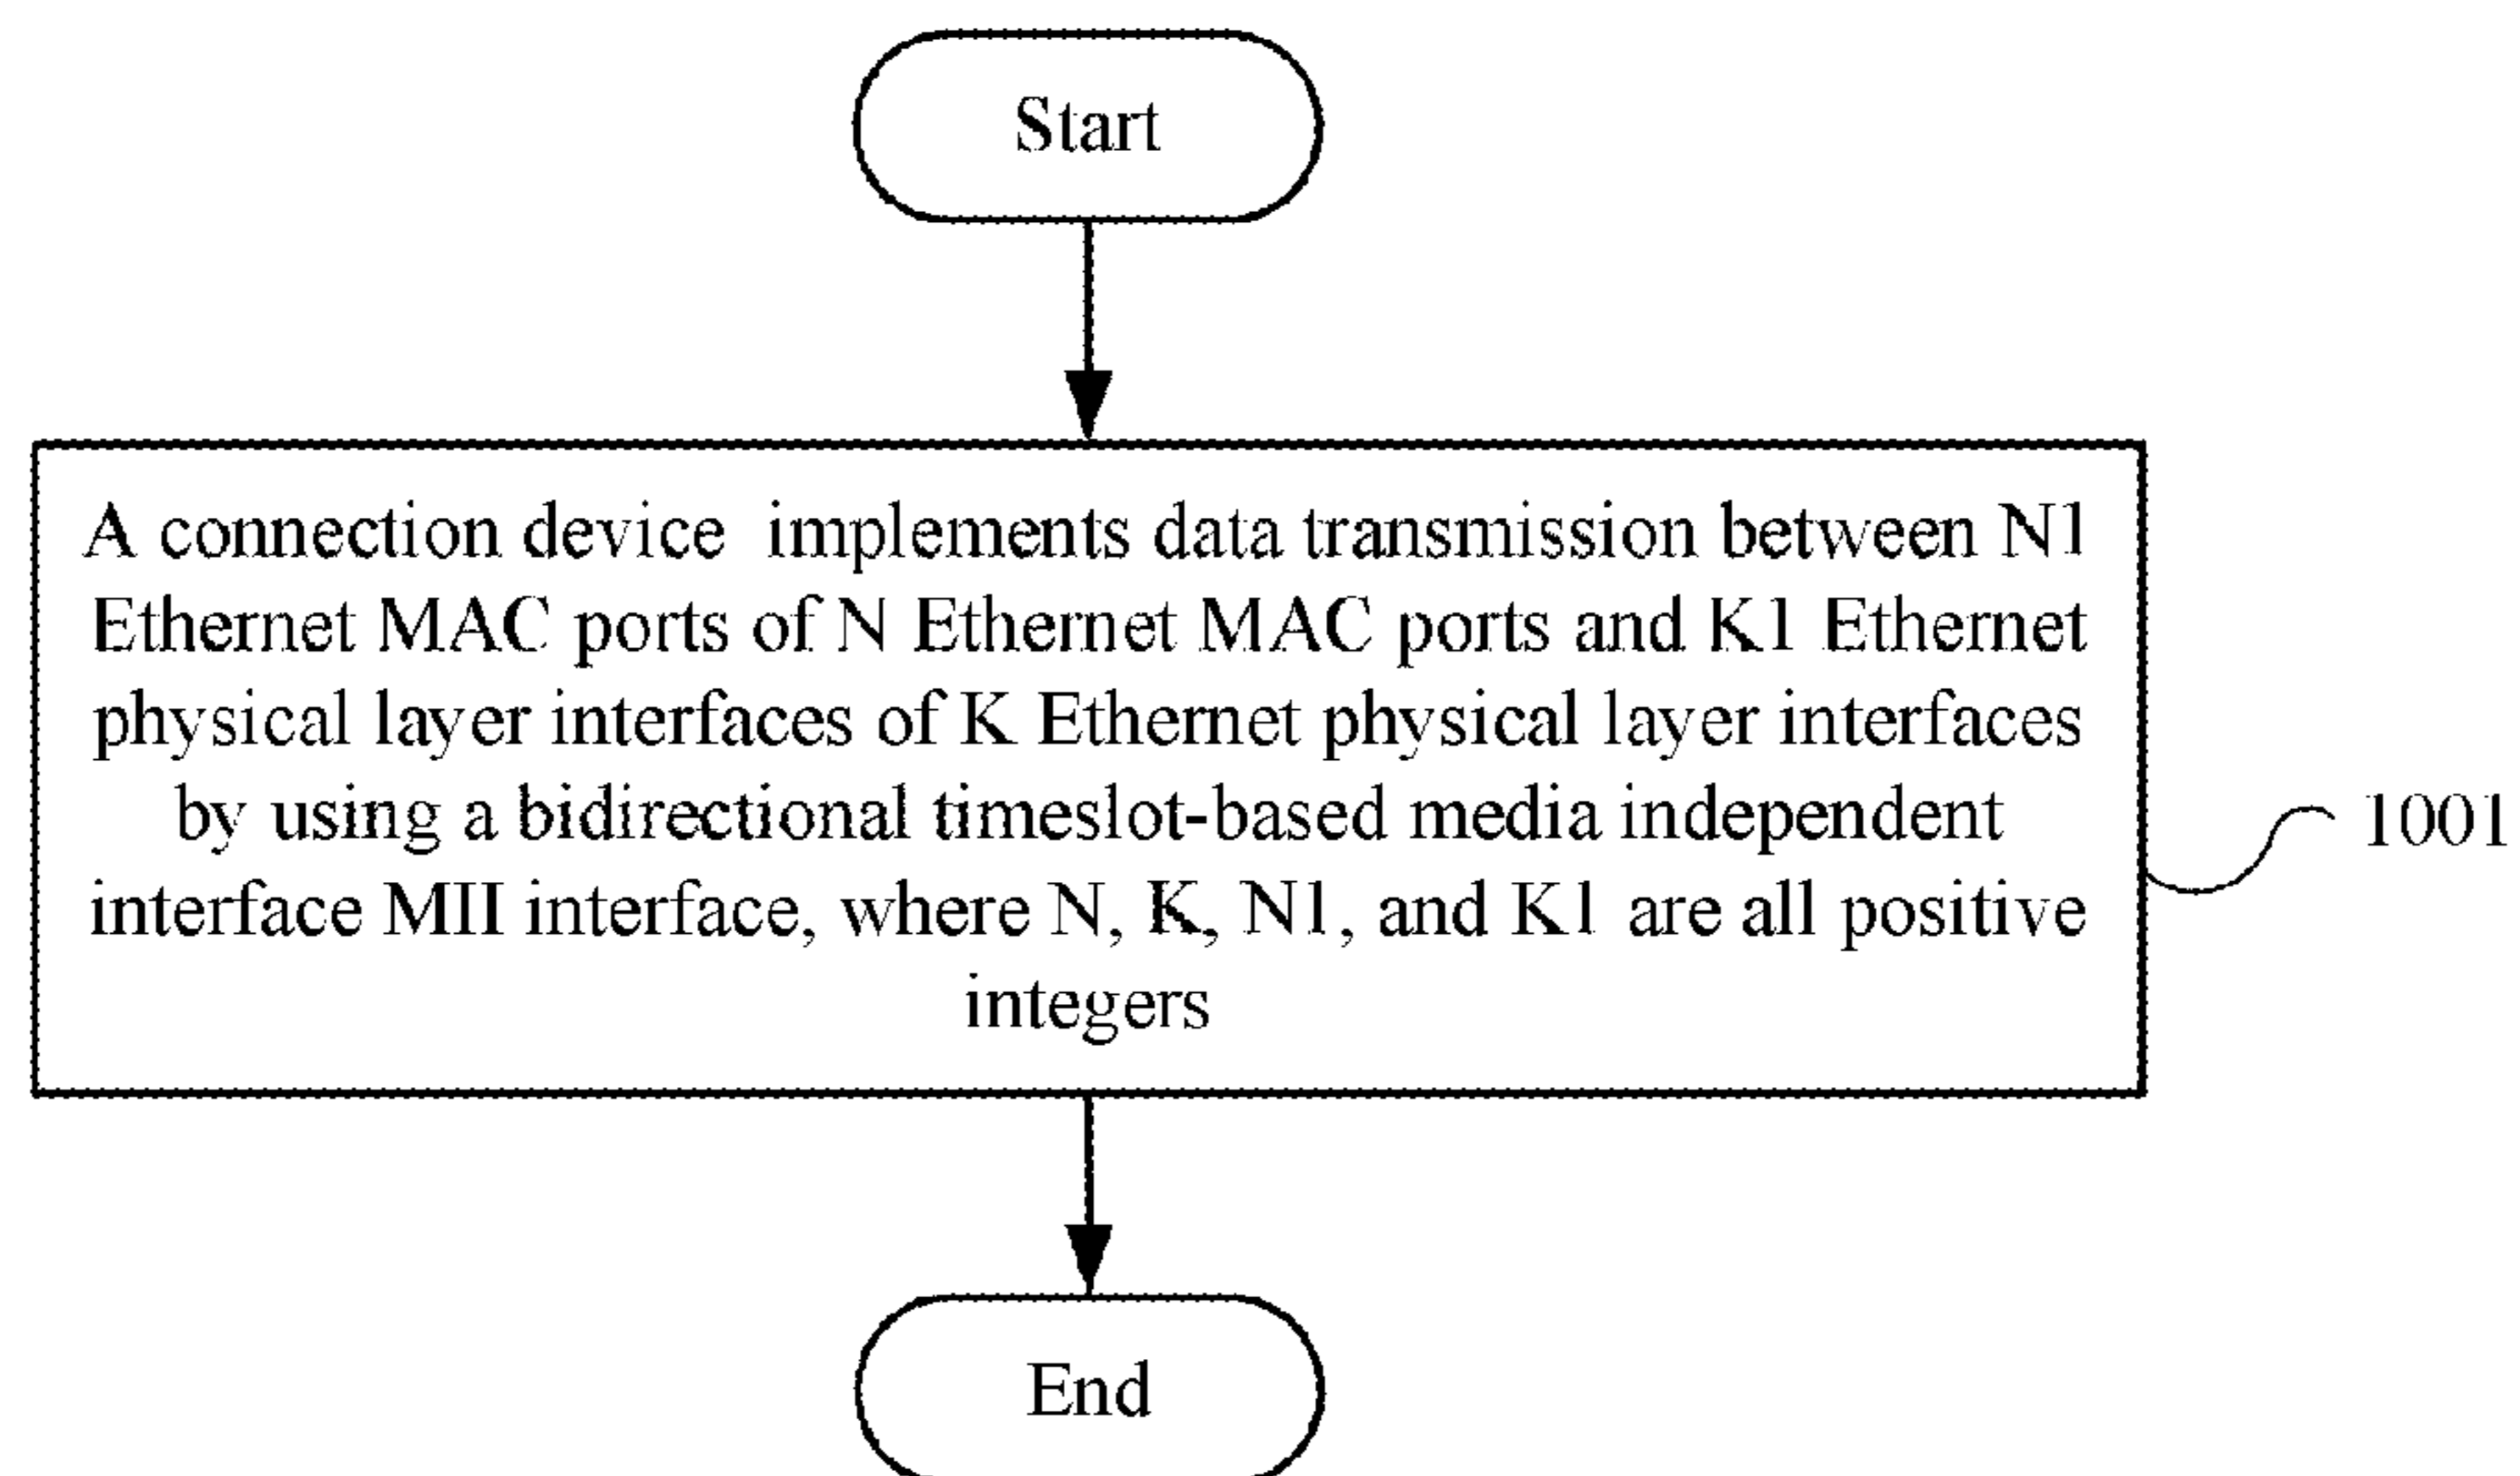 Start
A connection device implements data transmission between N1
Ethernet MAC ports of N Ethernet MAC ports and K1 Ethernet
physical layer interfaces of K Ethernet physical layer interfaces
by using a bidirectional timeslot-based media independent
interface MII interface, where N, K, N1, and K1 are all positive
integers
1001
End